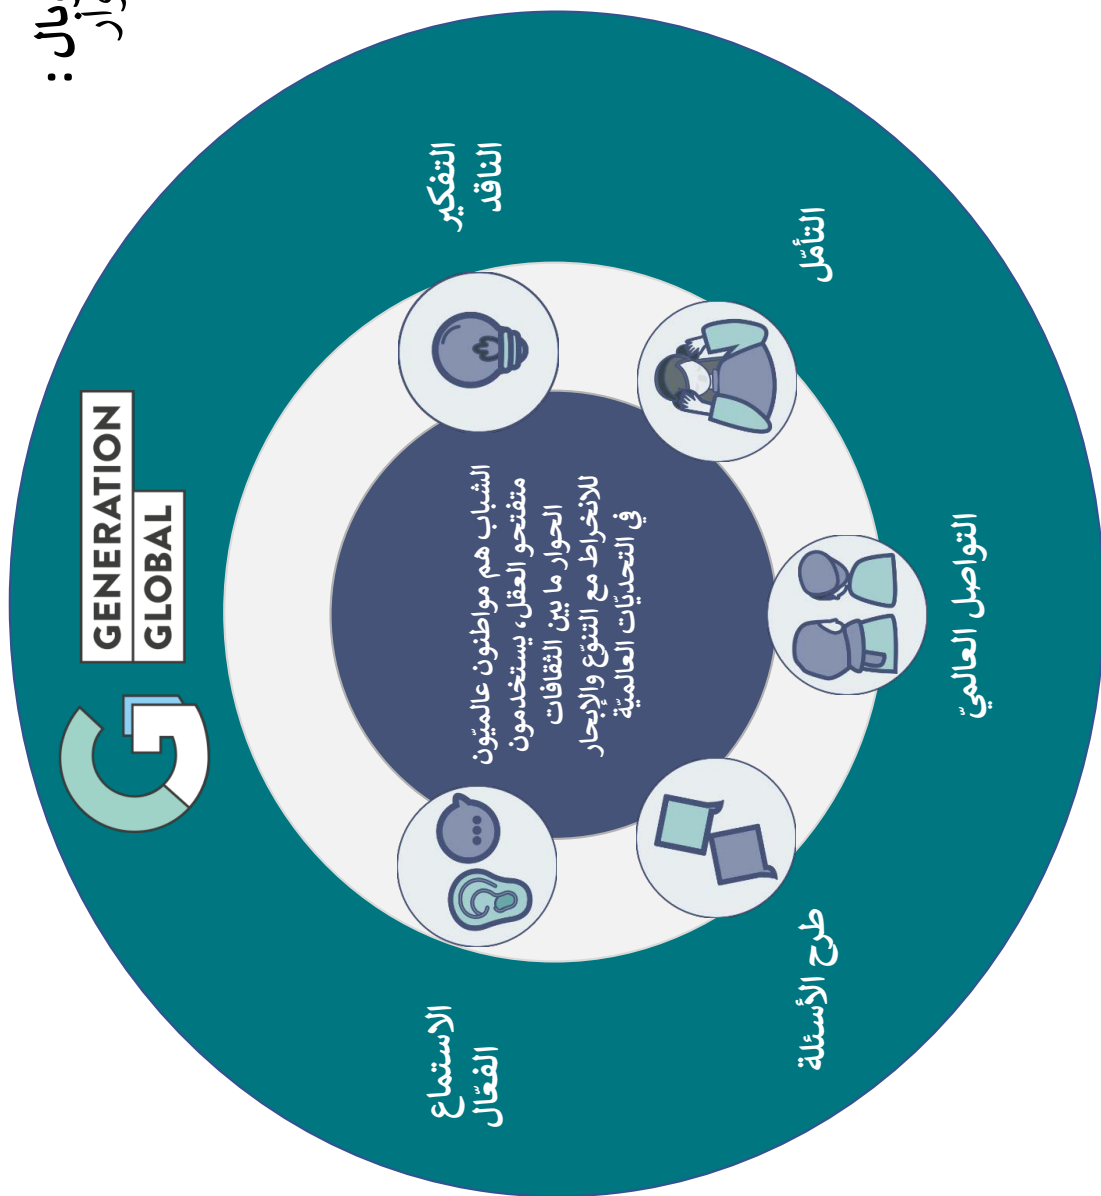 GENERATION
GLOBAL
التفكير
الناقد
الاستماع
الفعّال
الشباب هم مواطنون عالميّون
متفتحو العقل، يستخدمون
الحوار ما بين الثقافات
للانخراط مع التنوّع والإبحار
في التحديّات العالميّة
التأمّل
طرح الأسئلة
التواصل العالميّ